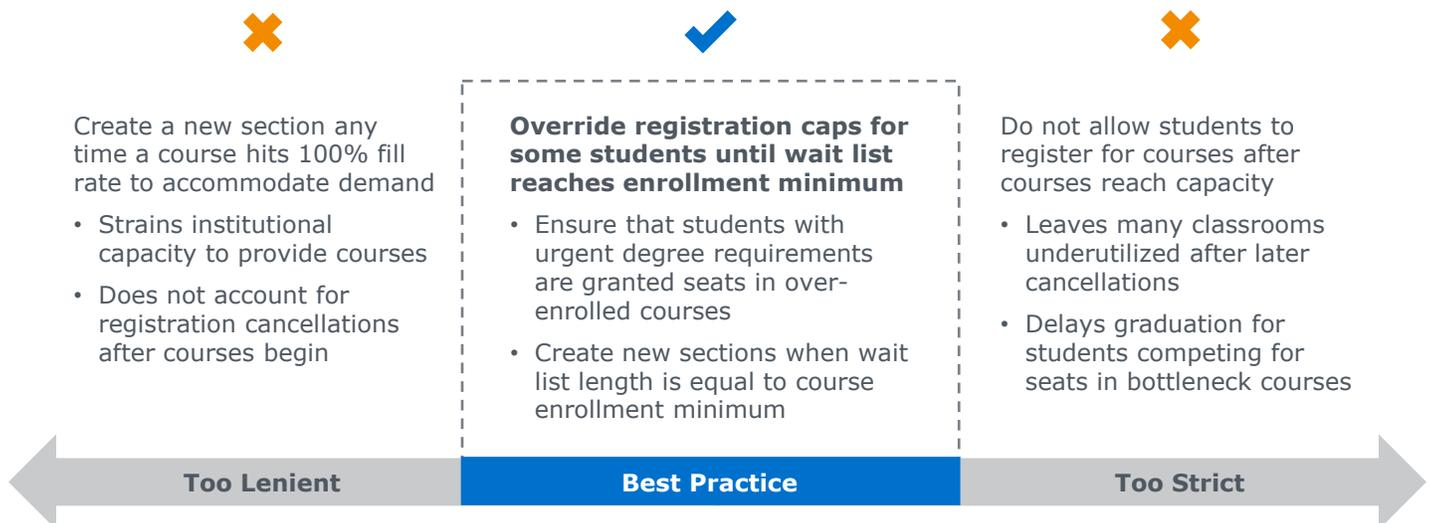 Create a new section any
time a course hits 100% fill
rate to accommodate demand
• Strains institutional
capacity to provide courses
• Does not account for
registration cancellations
after courses begin
Override registration caps for
some students until wait list
reaches enrollment minimum
• Ensure that students with
urgent degree requirements
are granted seats in over-
enrolled courses
• Create new sections when wait
list length is equal to course
enrollment minimum
Do not allow students to
register for courses after
courses reach capacity
• Leaves many classrooms
underutilized after later
cancellations
• Delays graduation for
students competing for
seats in bottleneck courses
Too Lenient
Best Practice
Too Strict